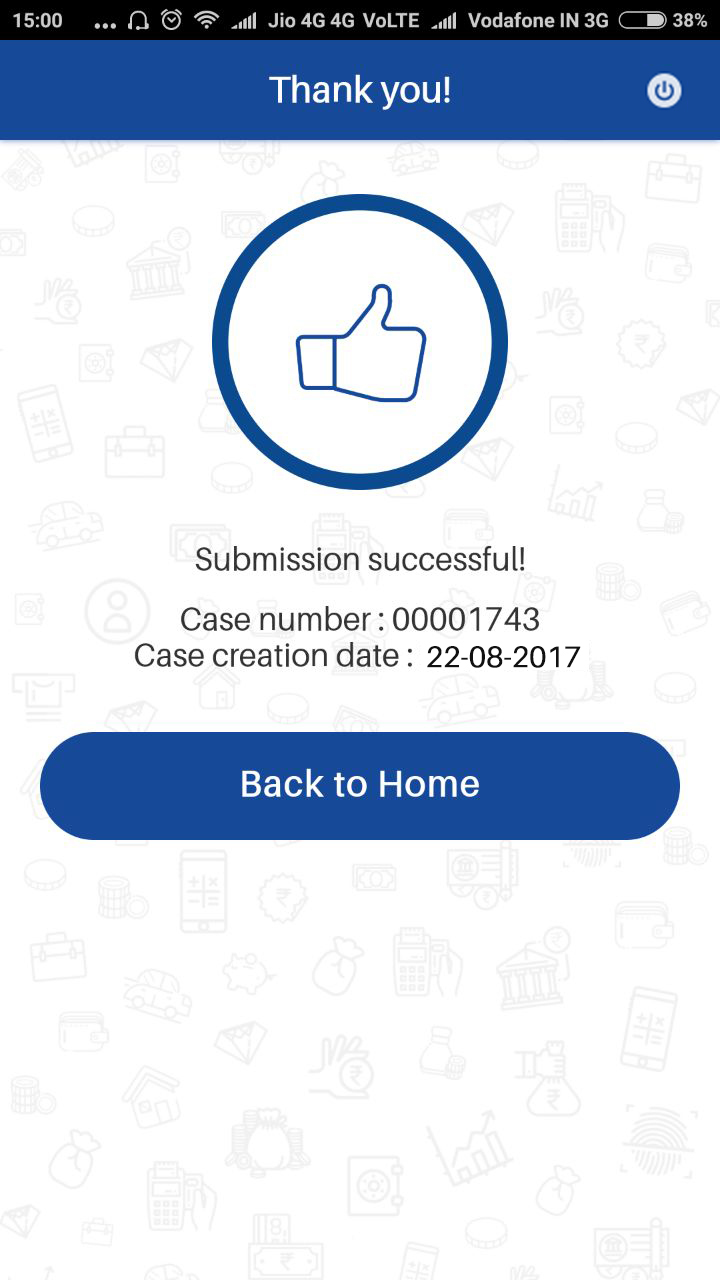 15:00 ... Jio 4G 4G VoLTE Vodafone IN 3G 38%
Thank you!
Submission successful!
Case number : 00001743
Case creation date : 22-08-2017
Back to Home